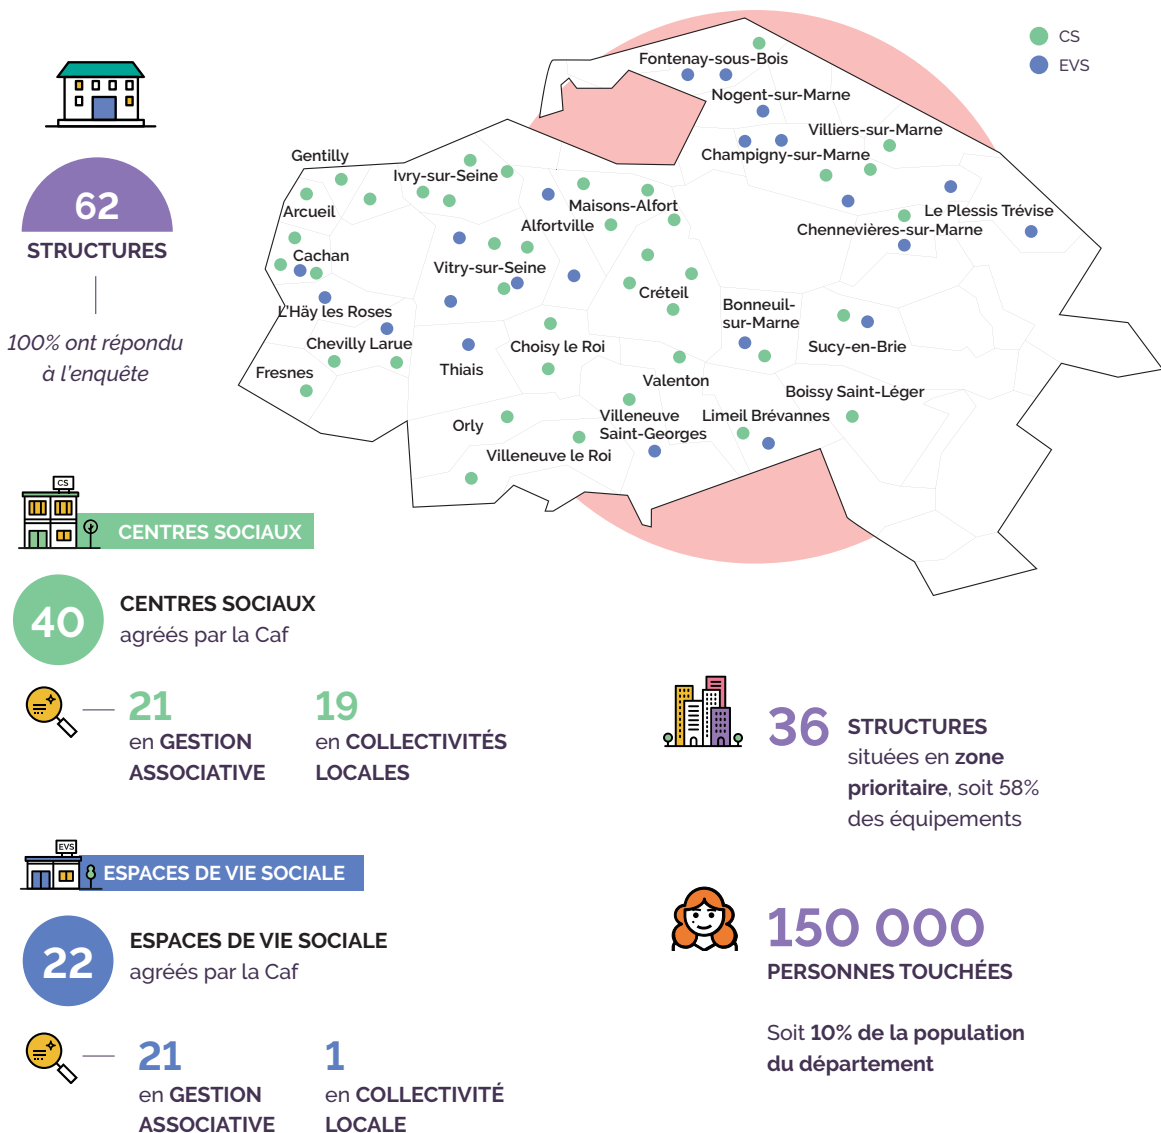 CS
EVS
62
STRUCTURES
100% ont répondu
à l'enquête
Fontenay-sous-Bois
Nogent-sur-Marne
Villiers-sur-Marne
Champigny-sur-Marne
Gentilly
Ivry-sur-Seine
Arcueil
Maisons-Alfort
Alfortville
Le Plessis Trévise
Chennevières-sur-Marne
Cachan
Vitry-sur-Seine
Créteil
L'Häy les Roses
Bonneuil-
sur-Marne
Chevilly Larue
Choisy le Roi
Sucy-en-Brie
Fresnes
Thiais
Valenton
Boissy Saint-Léger
Orly
Villeneuve
Saint-Georges
Limeil Brévannes
Villeneuve le Roi
CS
CENTRES SOCIAUX
40
CENTRES SOCIAUX
agréés par la Caf
21
en GESTION
ASSOCIATIVE
19
en COLLECTIVITÉS
LOCALES
36
STRUCTURES
situées en zone
prioritaire, soit 58%
des équipements
EVS
ESPACES DE VIE SOCIALE
22
ESPACES DE VIE SOCIALE
agréés par la Caf
21
en GESTION
ASSOCIATIVE
1
en COLLECTIVITÉ
LOCALE
150 000
PERSONNES TOUCHÉES
Soit 10% de la population
du département